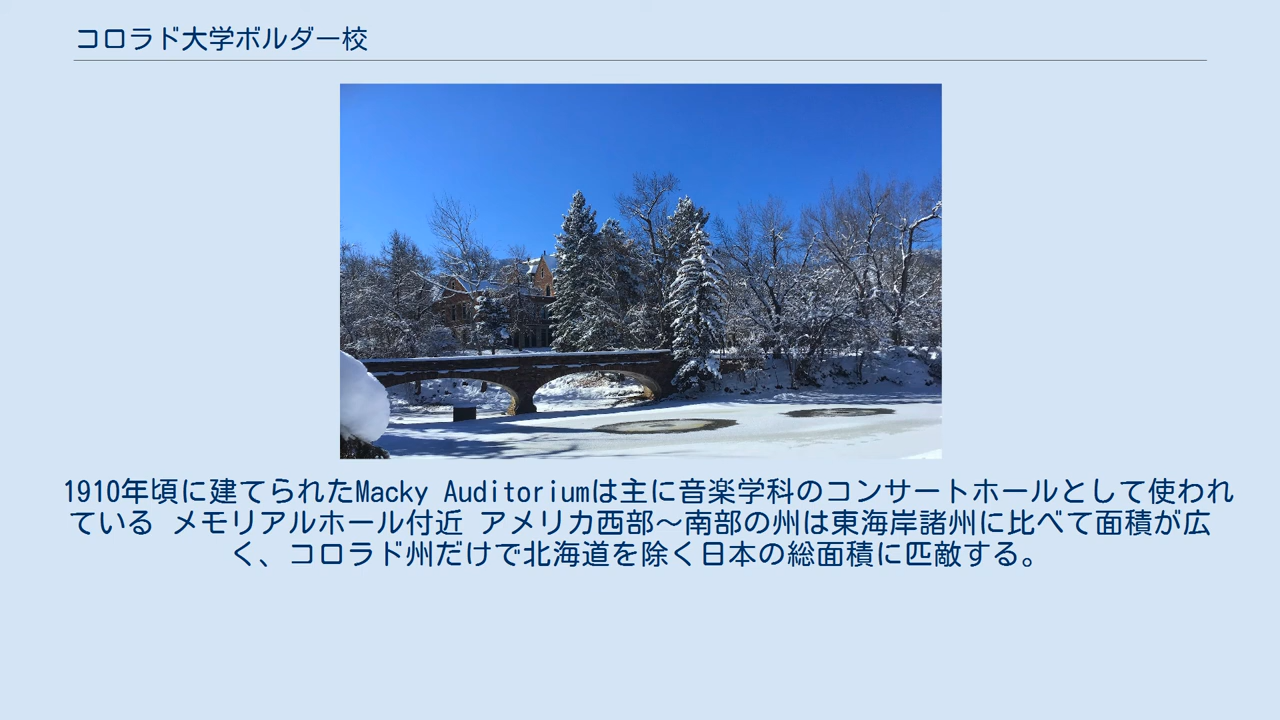 コロラド大学ボルダー校
1910年頃に建てられたMacky Auditoriumは主に音楽学科のコンサートホールとして使われ
ている メモリアルホール付近 アメリカ西部～南部の州は東海岸諸州に比べて面積が広
く、コロラド州だけで北海道を除く日本の総面積に匹敵する。